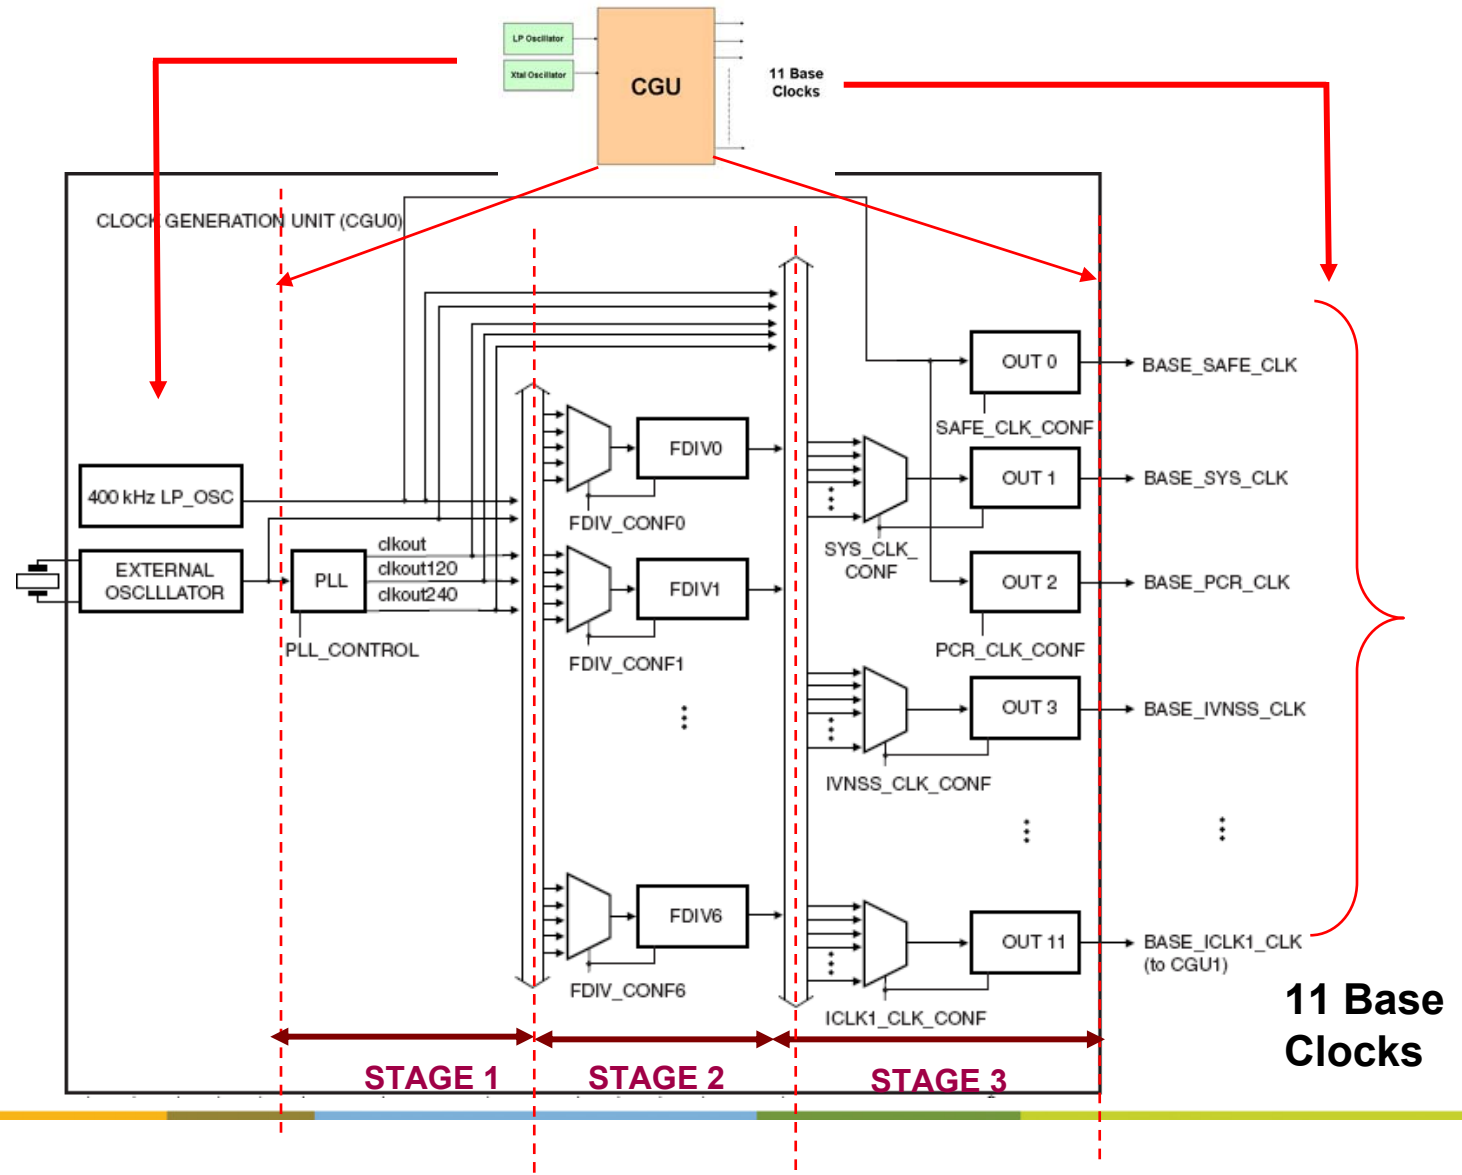 LP Oscillator
Xtal Oscillator
CGU
11 Base
Clocks
CLOCK GENERATION UNIT (CGU0)
OUT 0
BASE_SAFE_CLK
SAFE_CLK_CONF
FDIV0
400 kHz LP_OSC
FDIV_CONF0
OUT 1
BASE_SYS_CLK
SYS_CLK_
CONF
EXTERNAL
OSCLLLATOR
PLL
clkout
clkout120
clkout240
PLL_CONTROL
FDIV1
FDIV_CONF1
OUT 2
BASE_PCR_CLK
PCR_CLK_CONF
OUT 3
BASE_IVNSS_CLK
IVNSS_CLK_CONF
FDIV6
FDIV_CONF6
OUT 11
BASE_ICLK1_CLK
(to CGU1)
ICLK1_CLK_CONF
11 Base
Clocks
STAGE 1
STAGE 2
STAGE 3